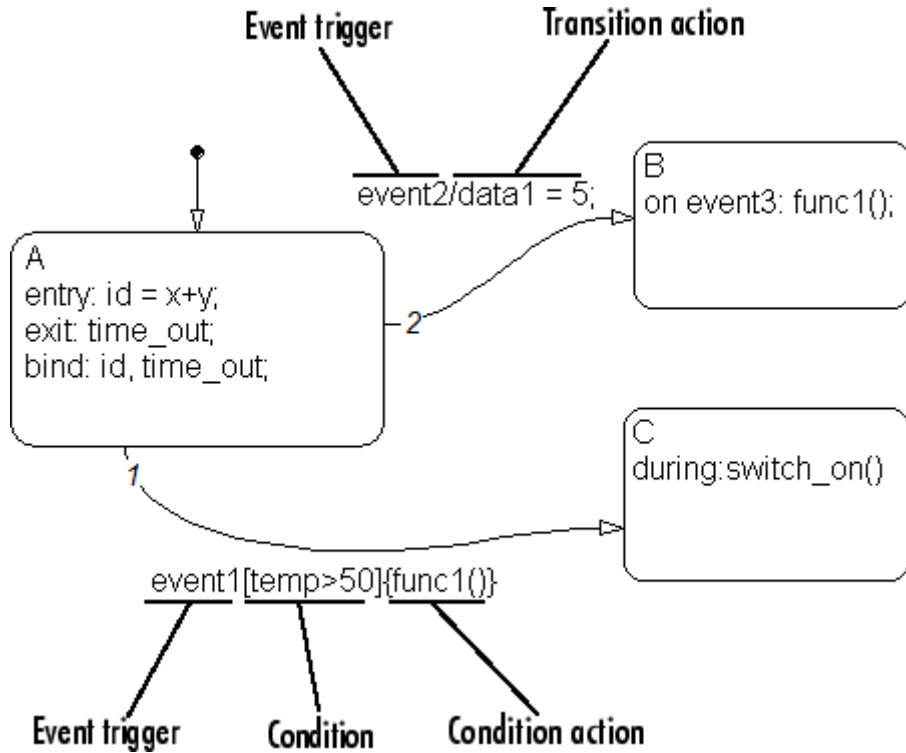 Event trigger
Transition action
event2/data1 = 5;
B
on event3: func1();
A
entry: id = x+y;
exit: time_out;
bind: id, time_out;
2
C
during:switch_on()
1
event1[temp>50]{func1()}
Event trigger
Condition
Condition action